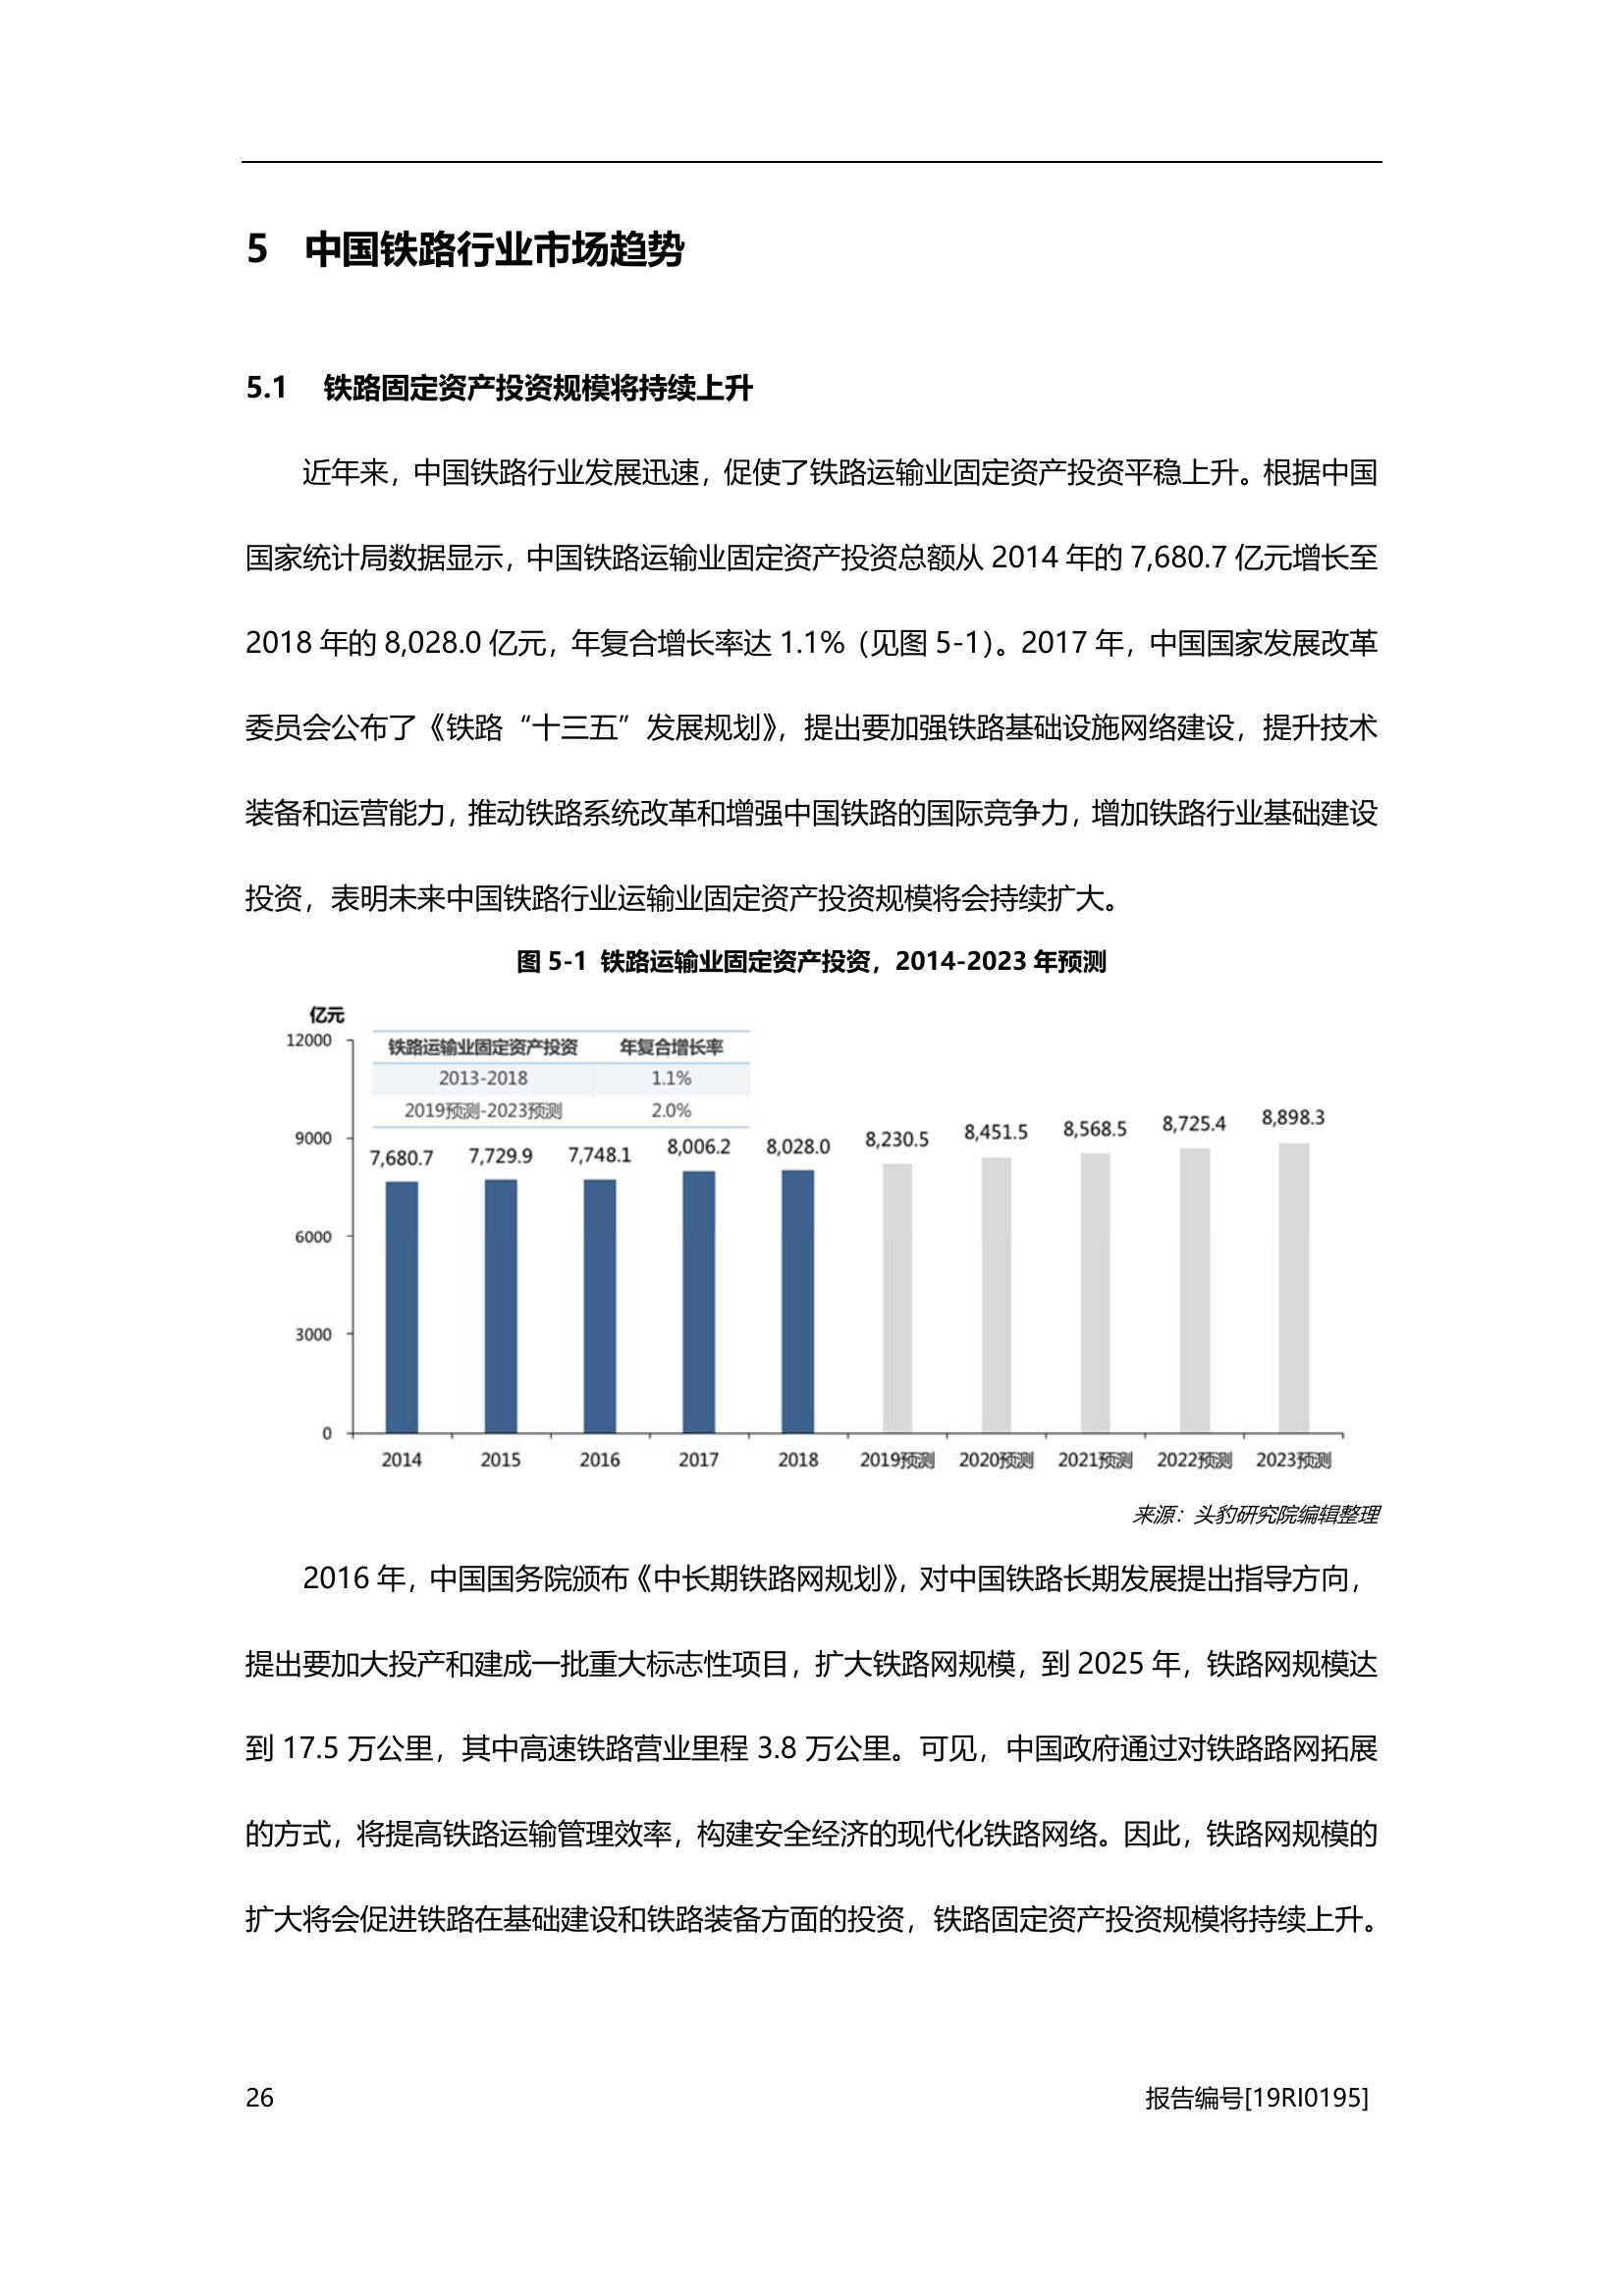 5 中国铁路行业市场趋势
5.1 铁路固定资产投资规模将持续上升
近年来，中国铁路行业发展迅速，促使了铁路运输业固定资产投资平稳上升。根据中国
国家统计局数据显示，中国铁路运输业固定资产投资总额从 2014 年的 7,680.7 亿元增长至
2018 年的 8,028.0 亿元，年复合增长率达 1.1%（见图 5-1）。2017 年，中国国家发展改革
委员会公布了《铁路“十三五”发展规划》，提出要加强铁路基础设施网络建设，提升技术
装备和运营能力，推动铁路系统改革和增强中国铁路的国际竞争力，增加铁路行业基础建设
投资，表明未来中国铁路行业运输业固定资产投资规模将会持续扩大。
图 5-1 铁路运输业固定资产投资，2014-2023 年预测
亿元
12000
9000
6000
3000
0
铁路运输业固定资产投资 年复合增长率
2013-2018 1.1%
2019预测-2023预测 2.0%
7,680.7 7,729.9 7,748.1 8,006.2 8,028.0 8,230.5 8,451.5 8,568.5 8,725.4 8,898.3
2014 2015 2016 2017 2018 2019预测 2020预测 2021预测 2022预测 2023预测
来源：头豹研究院编辑整理
2016 年，中国国务院颁布《中长期铁路网规划》，对中国铁路长期发展提出指导方向，
提出要加大投产和建成一批重大标志性项目，扩大铁路网规模，到 2025 年，铁路网规模达
到 17.5 万公里，其中高速铁路营业里程 3.8 万公里。可见，中国政府通过对铁路路网拓展
的方式，将提高铁路运输管理效率，构建安全经济的现代化铁路网络。因此，铁路网规模的
扩大将会促进铁路在基础建设和铁路装备方面的投资，铁路固定资产投资规模将持续上升。
26 报告编号[19RI0195]